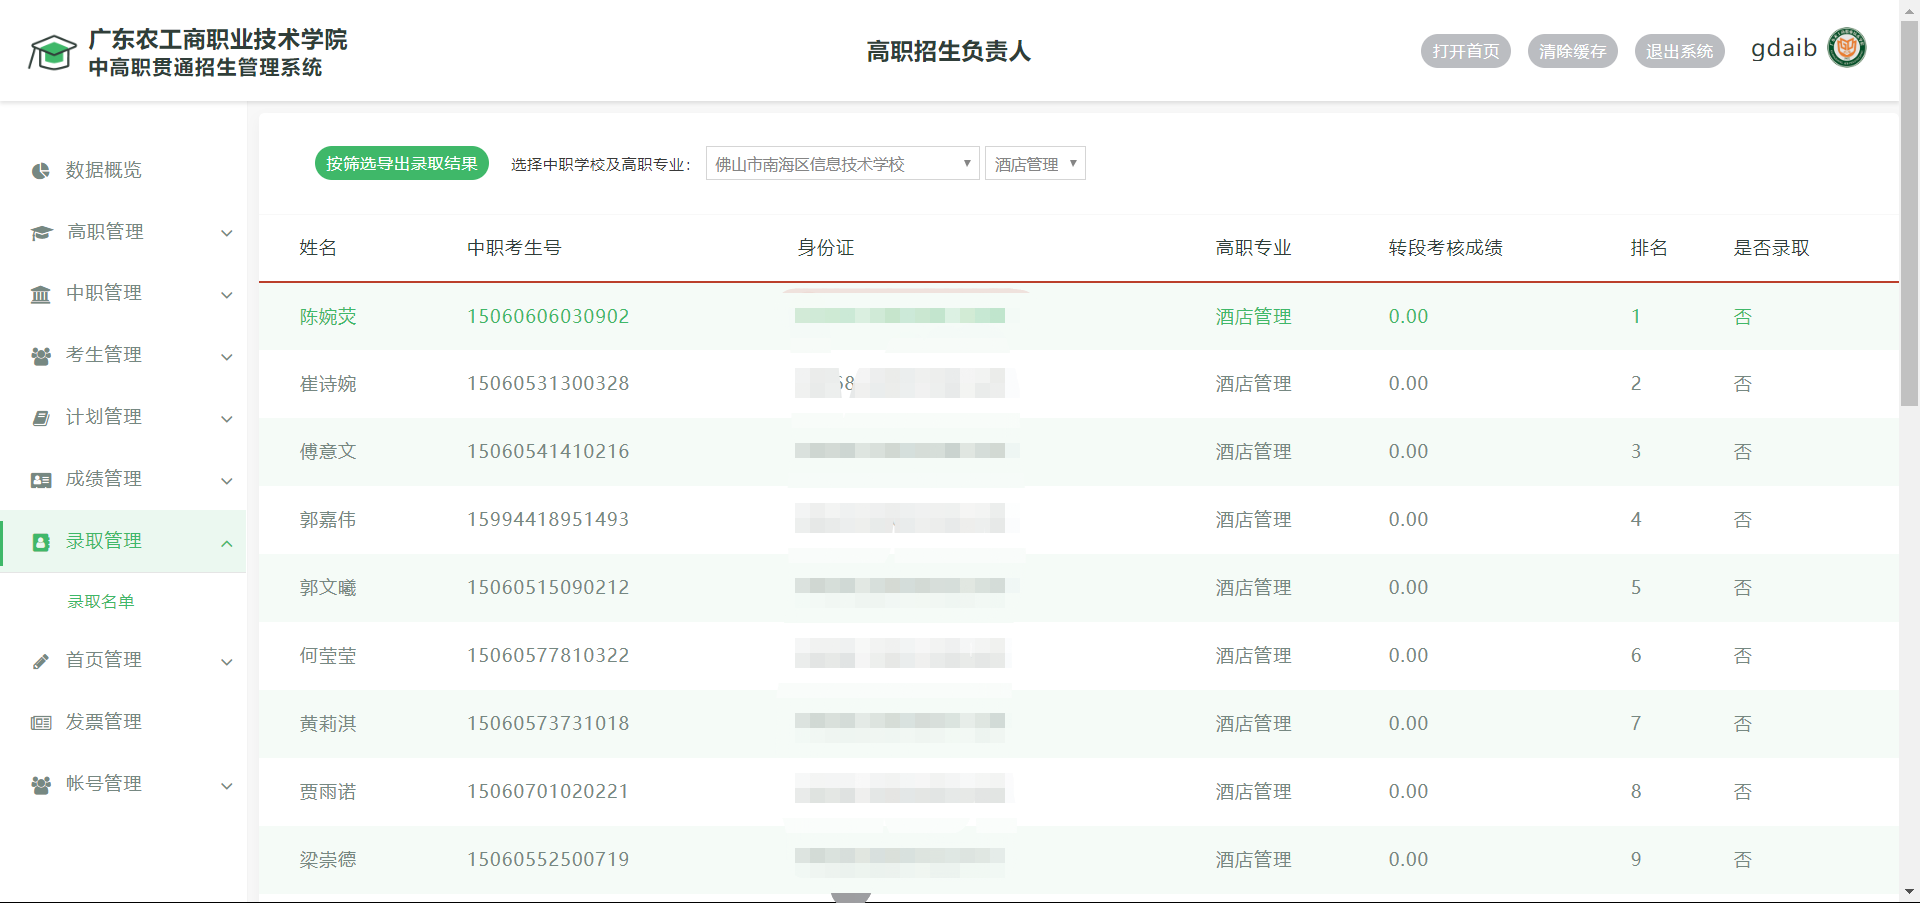 广东农工商职业技术学院
中高职贯通招生管理系统
高职招生负责人
打开首页 清除缓存 退出系统 gdaib
数据概览
高职管理
中职管理
考生管理
计划管理
成绩管理
录取管理
录取名单
首页管理
发票管理
帐号管理
按筛选导出录取结果 选择中职学校及高职专业： 佛山市南海区信息技术学校 酒店管理
姓名 中职考生号 身份证 高职专业 转段考核成绩 排名 是否录取
陈婉荧 15060606030902 酒店管理 0.00 1 否
崔诗婉 15060531300328 68 酒店管理 0.00 2 否
傅意文 15060541410216 酒店管理 0.00 3 否
郭嘉伟 15994418951493 酒店管理 0.00 4 否
郭文曦 15060515090212 酒店管理 0.00 5 否
何莹莹 15060577810322 酒店管理 0.00 6 否
黄莉淇 15060573731018 酒店管理 0.00 7 否
贾雨诺 15060701020221 酒店管理 0.00 8 否
梁崇德 15060552500719 酒店管理 0.00 9 否